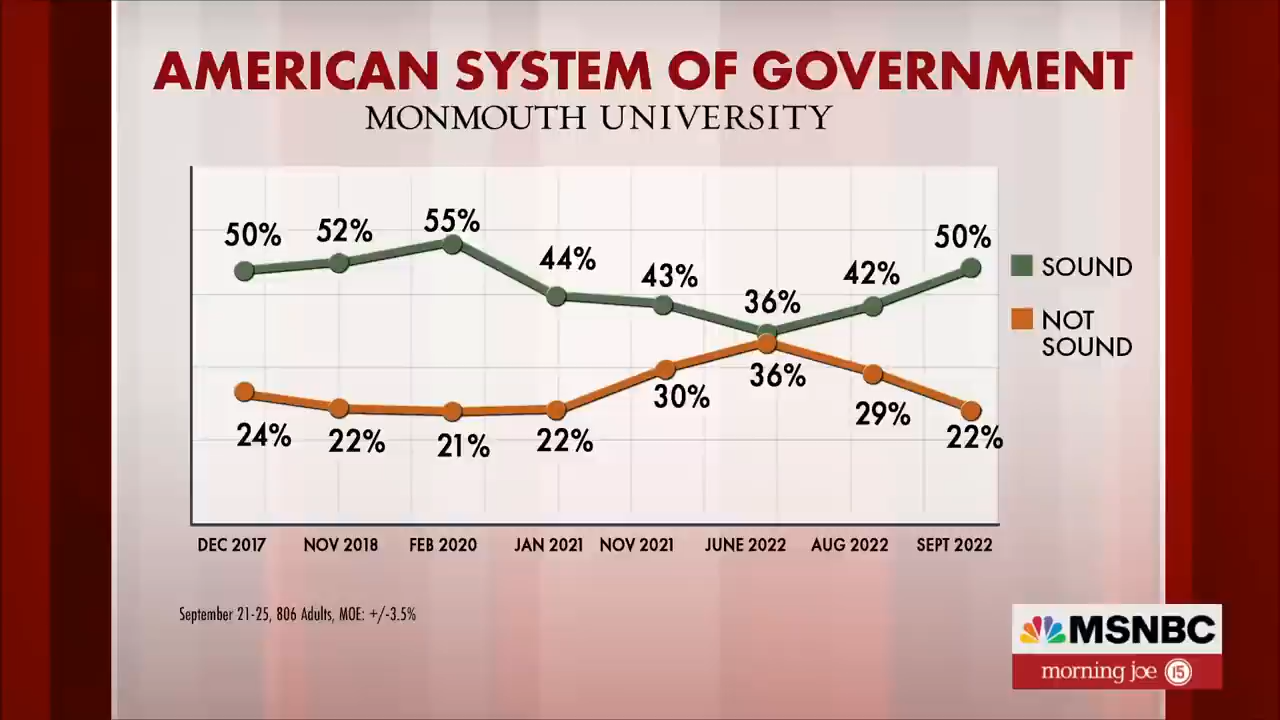 AMERICAN SYSTEM OF GOVERNMENT
MONMOUTH UNIVERSITY
50% 52% 55% 44% 43% 36% 42% 50%
24% 22% 21% 22% 30% 36% 29% 22%
SOUND
NOT
SOUND
DEC 2017 NOV 2018 FEB 2020 JAN 2021 NOV 2021 JUNE 2022 AUG 2022 SEPT 2022
September 21-25, 806 Adults, MOE: +/-3.5%
MSNBC
morning joe 15